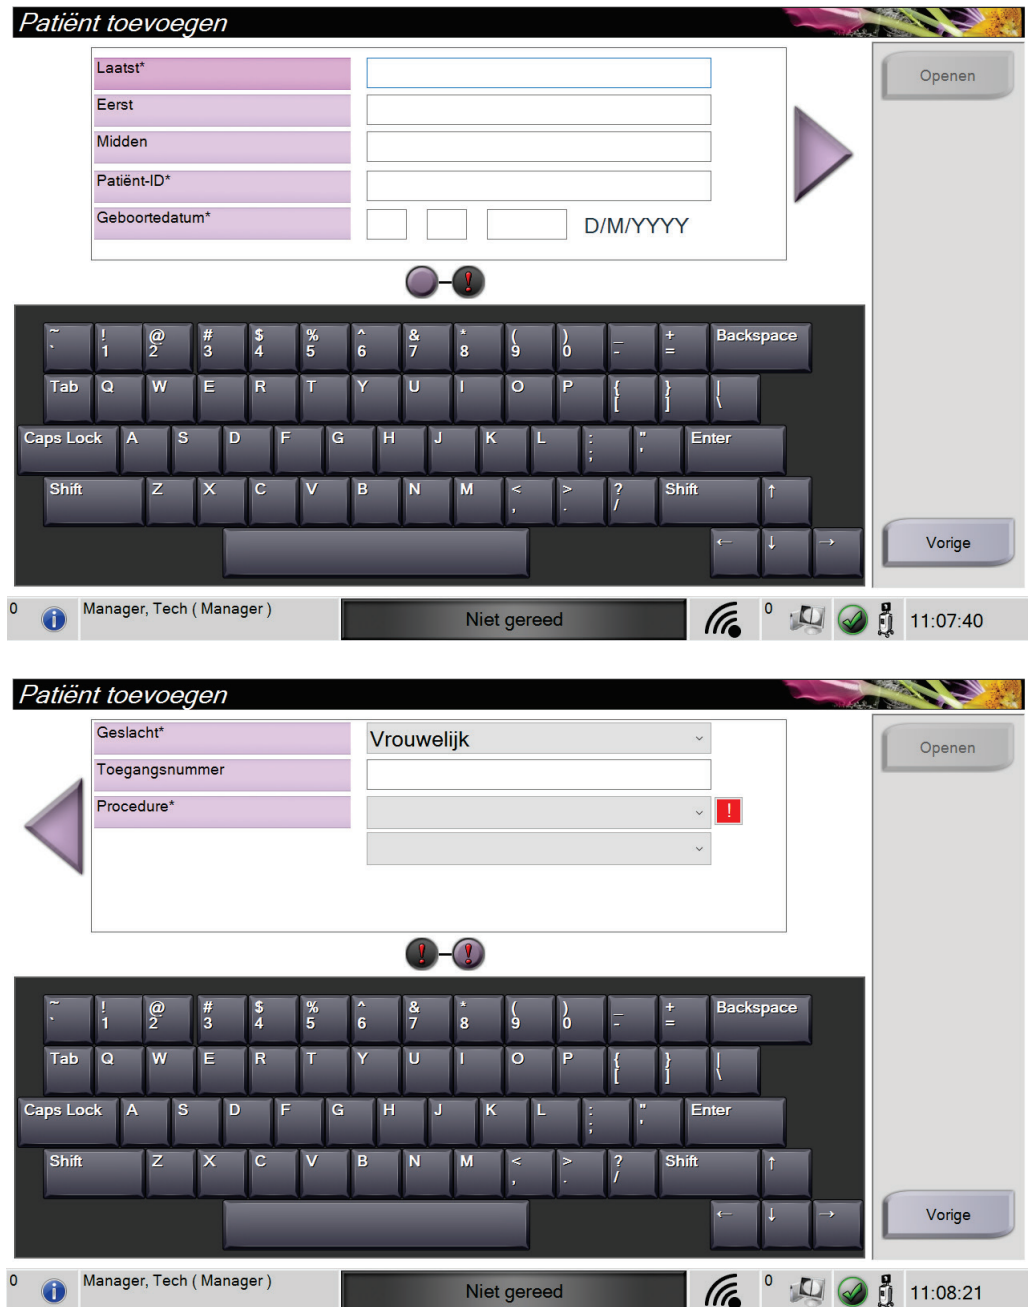 Patiënt toevoegen
Laatst*
Openen
Eerst
Midden
Patiënt-ID*
Geboortedatum*
D/M/YYYY
~ ! @ # $ % ^ & * ( ) _ + Backspace
` 1 2 3 4 5 6 7 8 9 0 - =
Tab Q W E R T Y U I O P { } |
[ ] \
Caps Lock A S D F G H J K L : " Enter
; '
Shift Z X C V B N M < > ? Shift ↑
, . /
← ↓ →
Vorige
0 Manager, Tech ( Manager ) Niet gereed 0 11:07:40
Patiënt toevoegen
Geslacht* Vrouwelijk
Openen
Toegangsnummer
Procedure* !
~ ! @ # $ % ^ & * ( ) _ + Backspace
` 1 2 3 4 5 6 7 8 9 0 - =
Tab Q W E R T Y U I O P { } |
[ ] \
Caps Lock A S D F G H J K L : " Enter
; '
Shift Z X C V B N M < > ? Shift ↑
, . /
← ↓ →
Vorige
0 Manager, Tech ( Manager ) Niet gereed 0 11:08:21